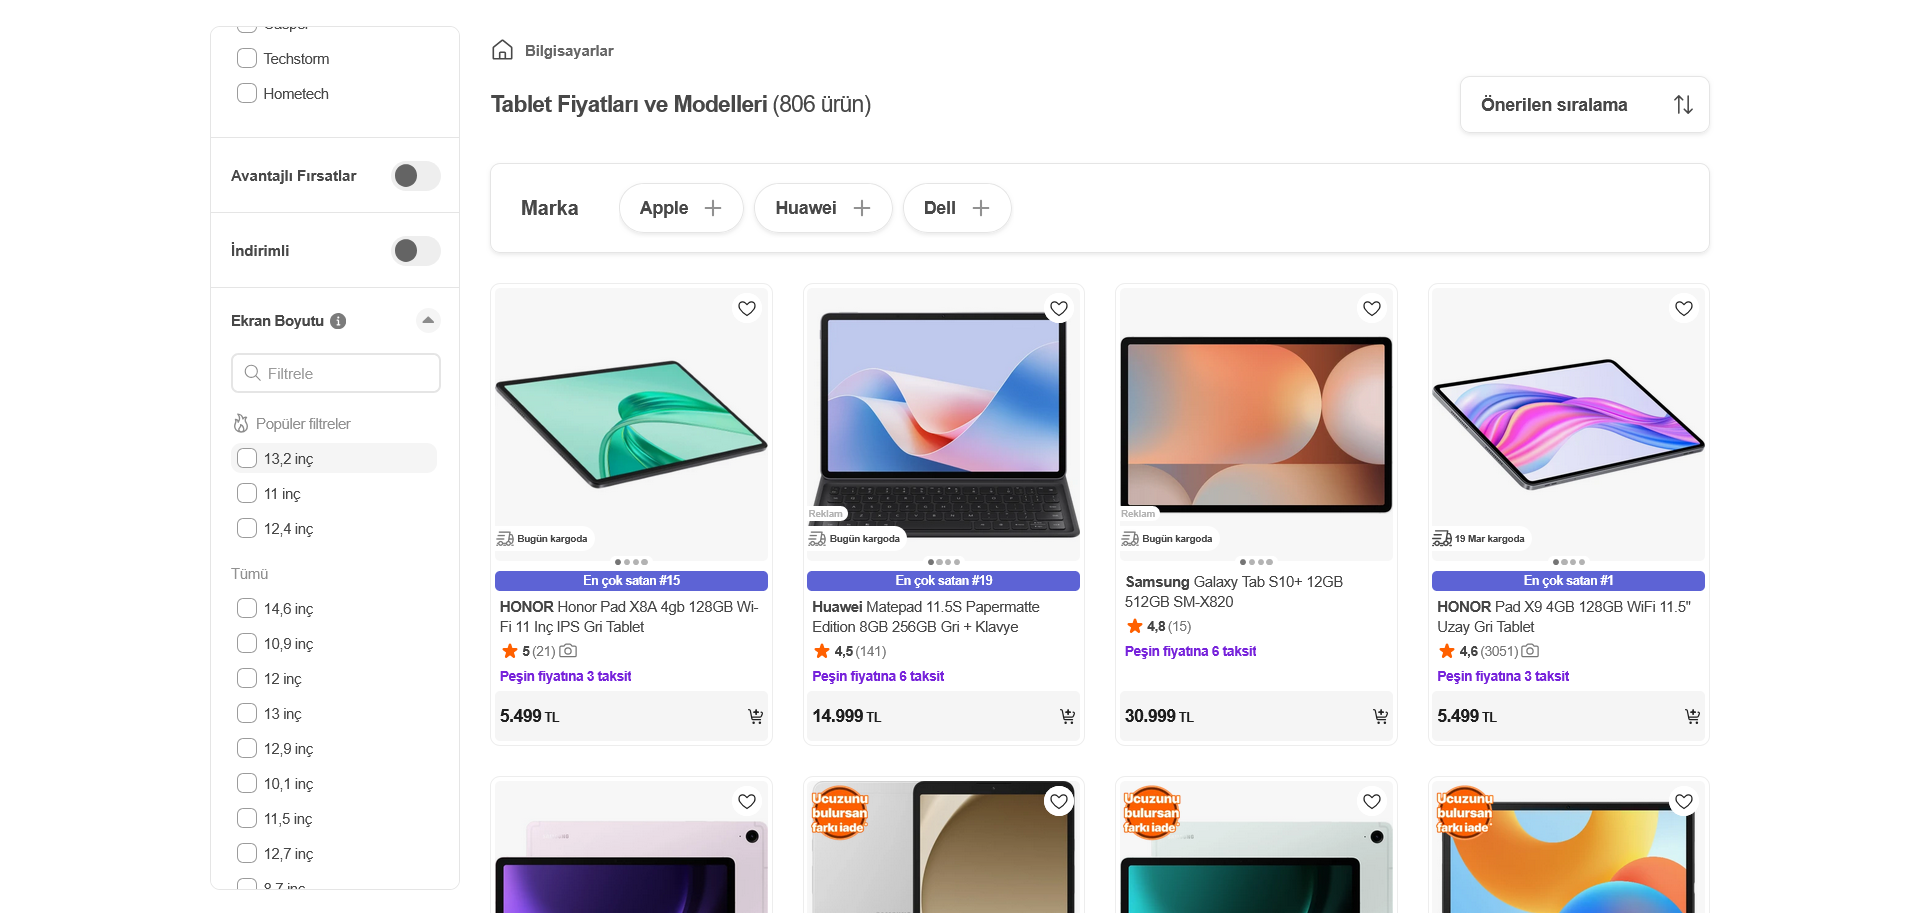 Techstorm
Hometech
Avantajlı Fırsatlar
İndirimli
Ekran Boyutu
Filtrele
Popüler filtreler
13,2 inç
11 inç
12,4 inç
Tümü
14,6 inç
10,9 inç
12 inç
13 inç
12,9 inç
10,1 inç
11,5 inç
12,7 inç
8,7 inç
Bilgisayarlar
Tablet Fiyatları ve Modelleri (806 ürün)
Önerilen sıralama
Marka
Apple
Huawei
Dell
Bugün kargoda
En çok satan #15
HONOR Honor Pad X8A 4gb 128GB Wi-
Fi 11 Inç IPS Gri Tablet
5 (21)
Peşin fiyatına 3 taksit
5.499 TL
Reklam
Bugün kargoda
En çok satan #19
Huawei Matepad 11.5S Papermatte
Edition 8GB 256GB Gri + Klavye
4,5 (141)
Peşin fiyatına 6 taksit
14.999 TL
Reklam
Bugün kargoda
Samsung Galaxy Tab S10+ 12GB
512GB SM-X820
4,8 (15)
Peşin fiyatına 6 taksit
30.999 TL
19 Mar kargoda
En çok satan #1
HONOR Pad X9 4GB 128GB WiFi 11.5"
Uzay Gri Tablet
4,6 (3051)
Peşin fiyatına 3 taksit
5.499 TL
Ucuzunu
bulursan
farkı iade
Ucuzunu
bulursan
farkı iade
Ucuzunu
bulursan
farkı iade